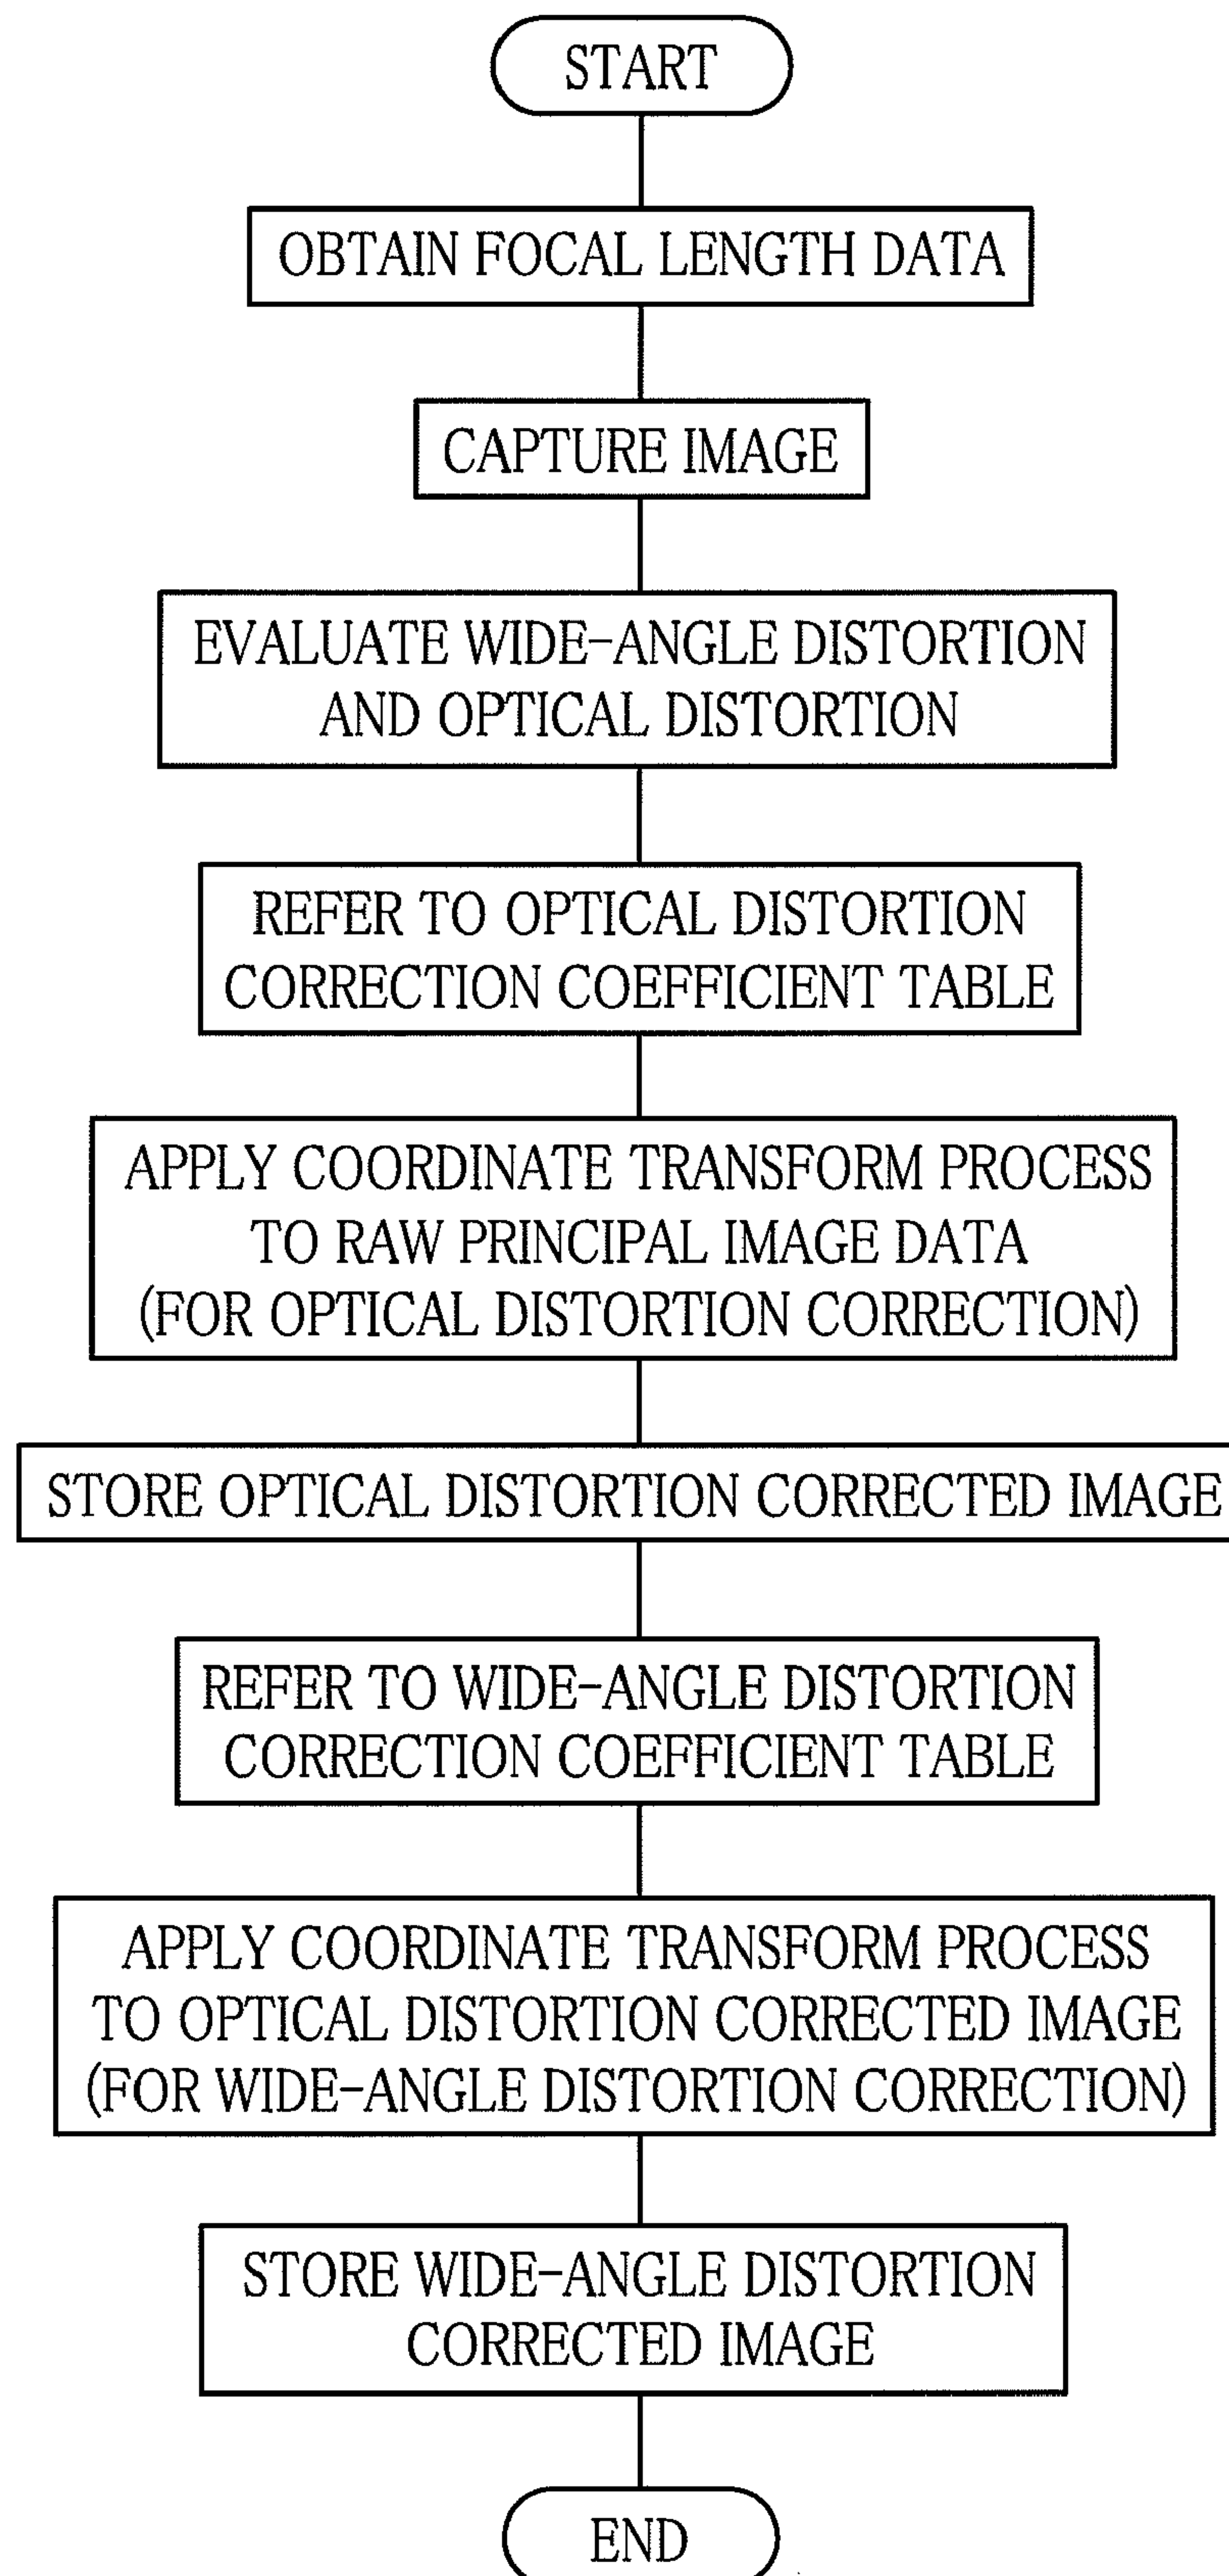 START
OBTAIN FOCAL LENGTH DATA
CAPTURE IMAGE
EVALUATE WIDE-ANGLE DISTORTION
AND OPTICAL DISTORTION
REFER TO OPTICAL DISTORTION
CORRECTION COEFFICIENT TABLE
APPLY COORDINATE TRANSFORM PROCESS
TO RAW PRINCIPAL IMAGE DATA
(FOR OPTICAL DISTORTION CORRECTION)
STORE OPTICAL DISTORTION CORRECTED IMAGE
REFER TO WIDE-ANGLE DISTORTION
CORRECTION COEFFICIENT TABLE
APPLY COORDINATE TRANSFORM PROCESS
TO OPTICAL DISTORTION CORRECTED IMAGE
(FOR WIDE-ANGLE DISTORTION CORRECTION)
STORE WIDE-ANGLE DISTORTION
CORRECTED IMAGE
END